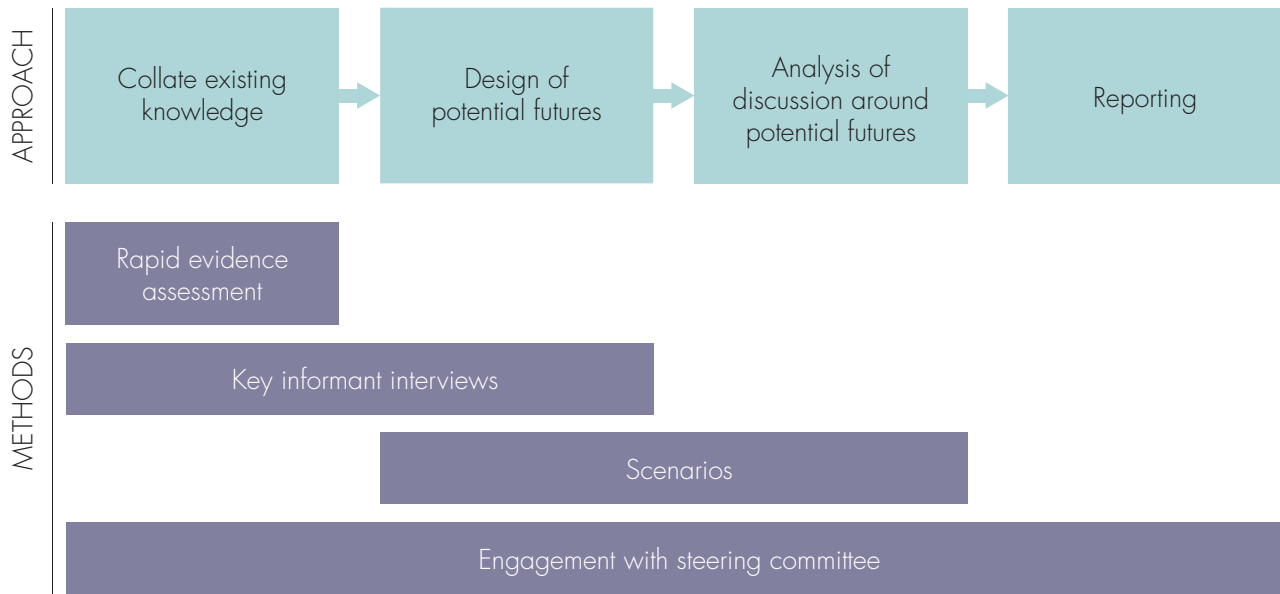 APPROACH
Collate existing
knowledge
Design of
potential futures
Analysis of
discussion around
potential futures
Reporting
METHODS
Rapid evidence
assessment
Key informant interviews
Scenarios
Engagement with steering committee